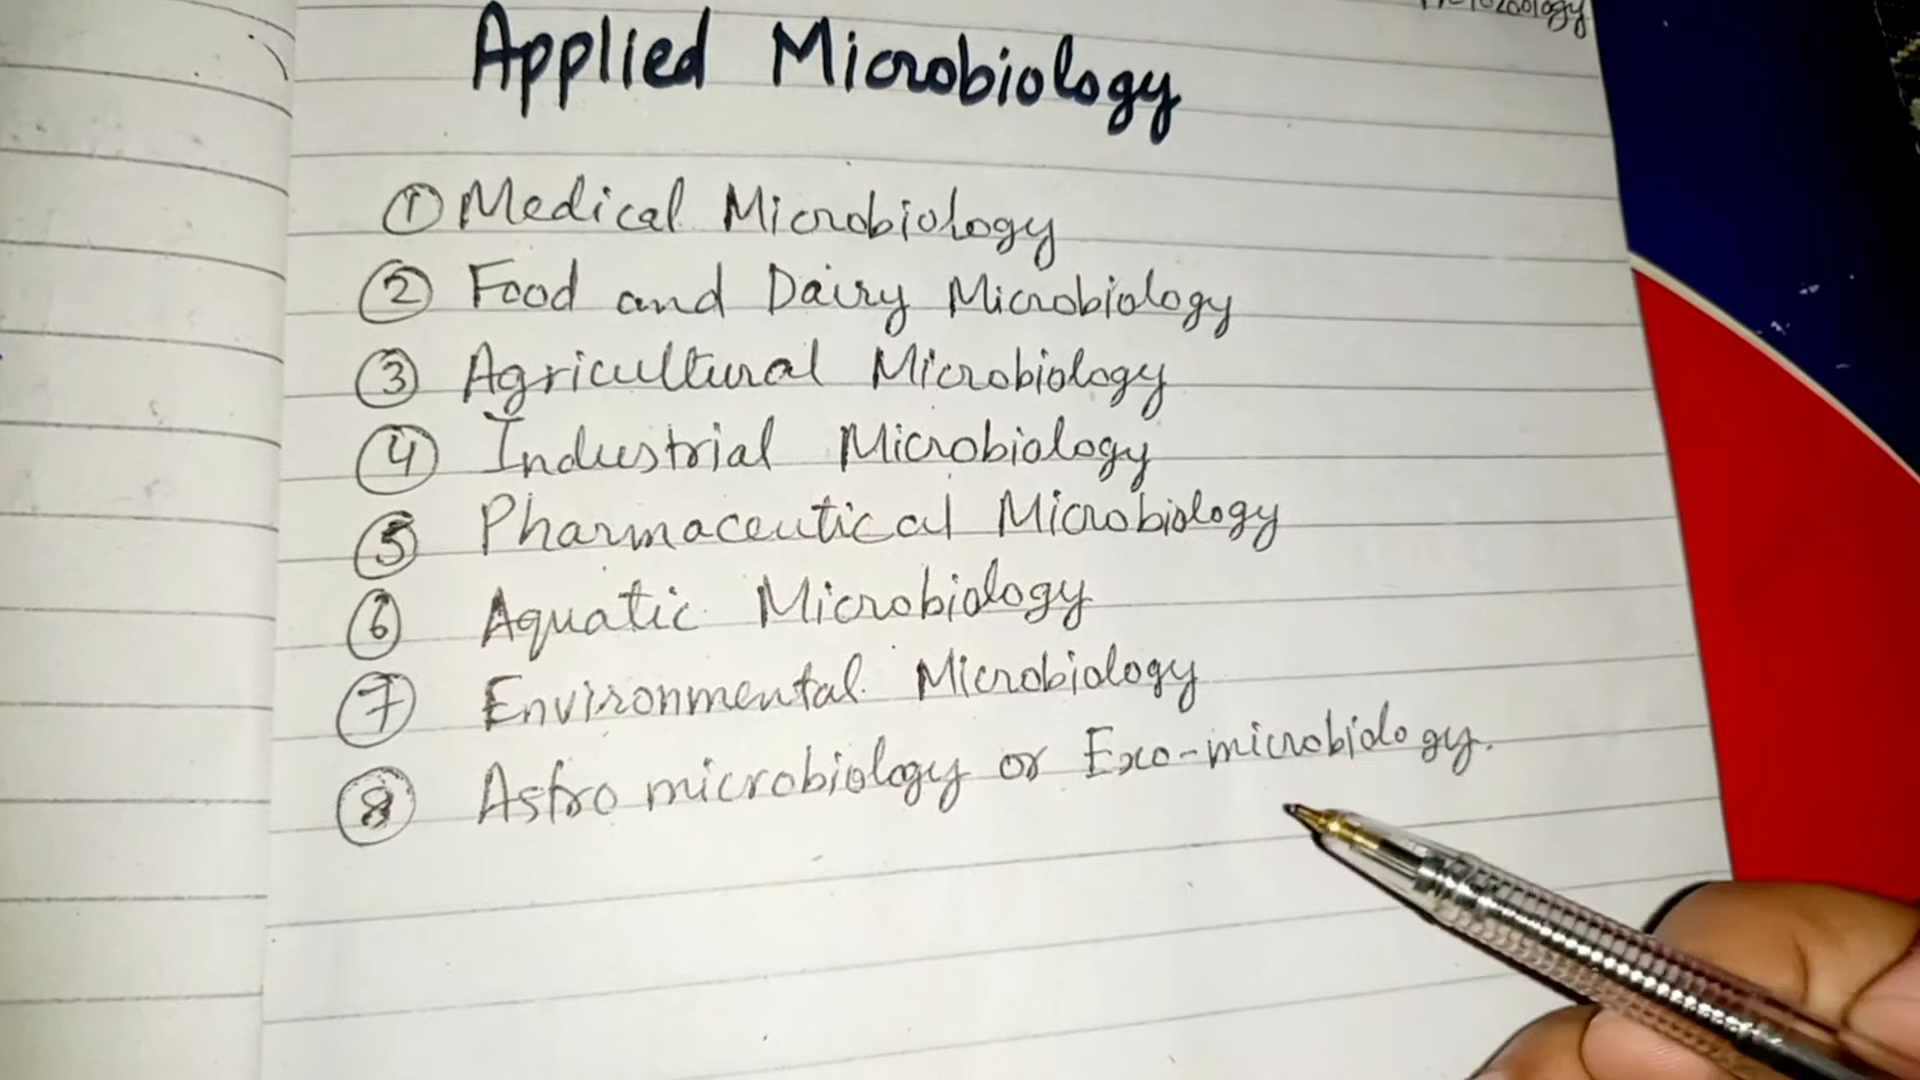 Applied Microbiology
① Medical Microbiology
② Food and Dairy Microbiology
③ Agricultural Microbiology
④ Industrial Microbiology
⑤ Pharmaceutical Microbiology
⑥ Aquatic Microbiology
⑦ Environmental Microbiology
⑧ Astro microbiology or Exo-microbiology.